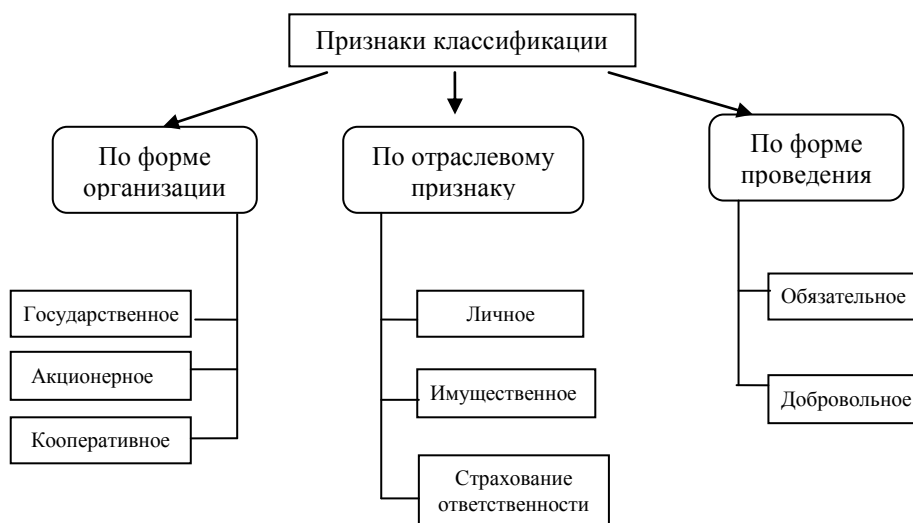 Признаки классификации
По форме
организации
По отраслевому
признаку
По форме
проведения
Государственное
Акционерное
Кооперативное
Личное
Имущественное
Страхование
ответственности
Обязательное
Добровольное